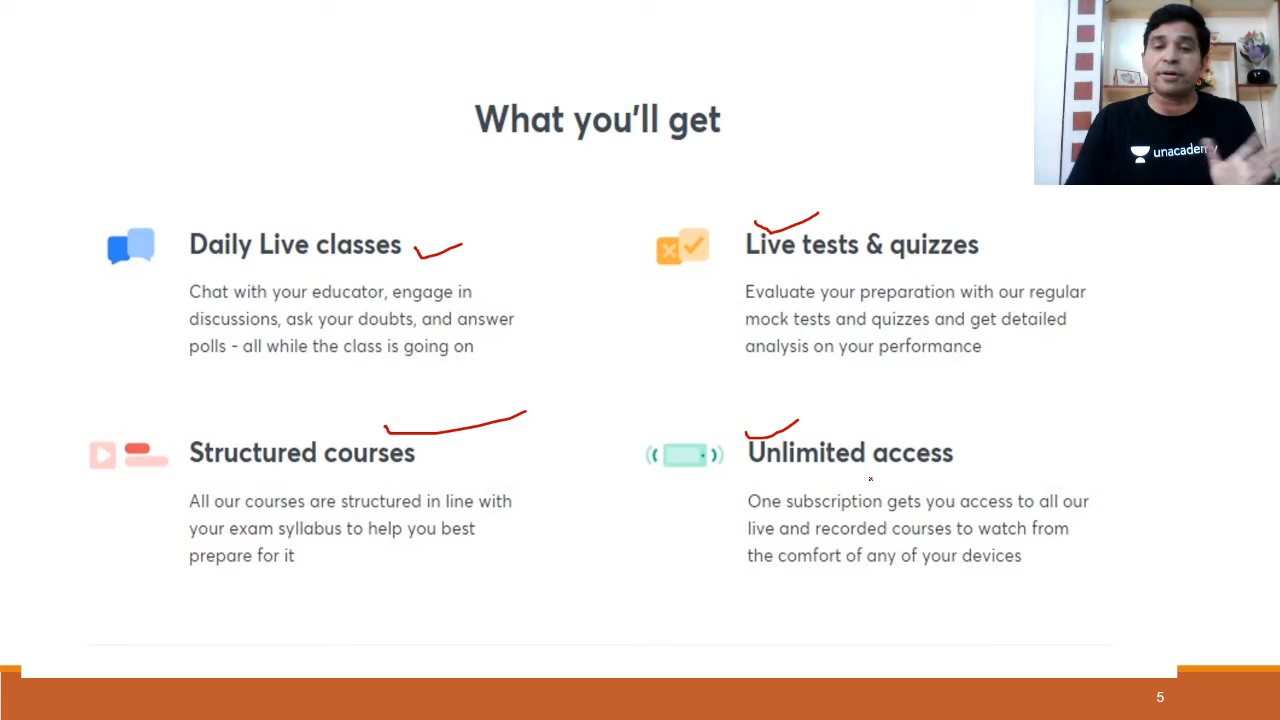 What you'll get
unacademy
Daily Live classes
Chat with your educator, engage in
discussions, ask your doubts, and answer
polls - all while the class is going on
Live tests & quizzes
Evaluate your preparation with our regular
mock tests and quizzes and get detailed
analysis on your performance
Structured courses
All our courses are structured in line with
your exam syllabus to help you best
prepare for it
Unlimited access
One subscription gets you access to all our
live and recorded courses to watch from
the comfort of any of your devices
5